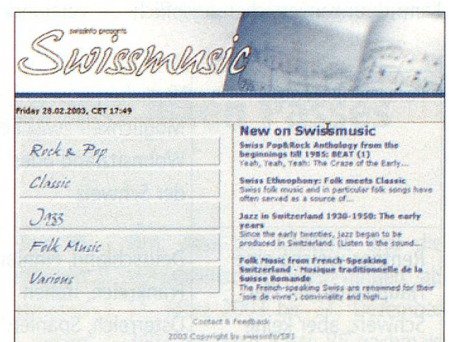 swissinfo presents
Swissmusic
Friday 28.02.2003, CET 17:49
Rock & Pop
Classic
Jazz
Folk Music
Various
New on Swissmusic
Swiss Pop&Rock Anthology from the
beginnings till 1985: BEAT (1)
Yeah, Yeah, Yeah: The Craze of the Early...
Swiss Ethnophony: Folk meets Classic
Swiss folk music and in particular folk songs have
often served as a source of...
Jazz in Switzerland 1930-1950: The early
years
Since the early twenties, jazz began to be
produced in Switzerland. (Listen to the sound...
Folk Music from French-Speaking
Switzerland - Musique traditionnelle de la
Suisse Romande
The French-speaking Swiss are renowned for their
"joie de vivre", conviviality and high...
Contact & Feedback
2003 Copyright by swissinfo/SRI